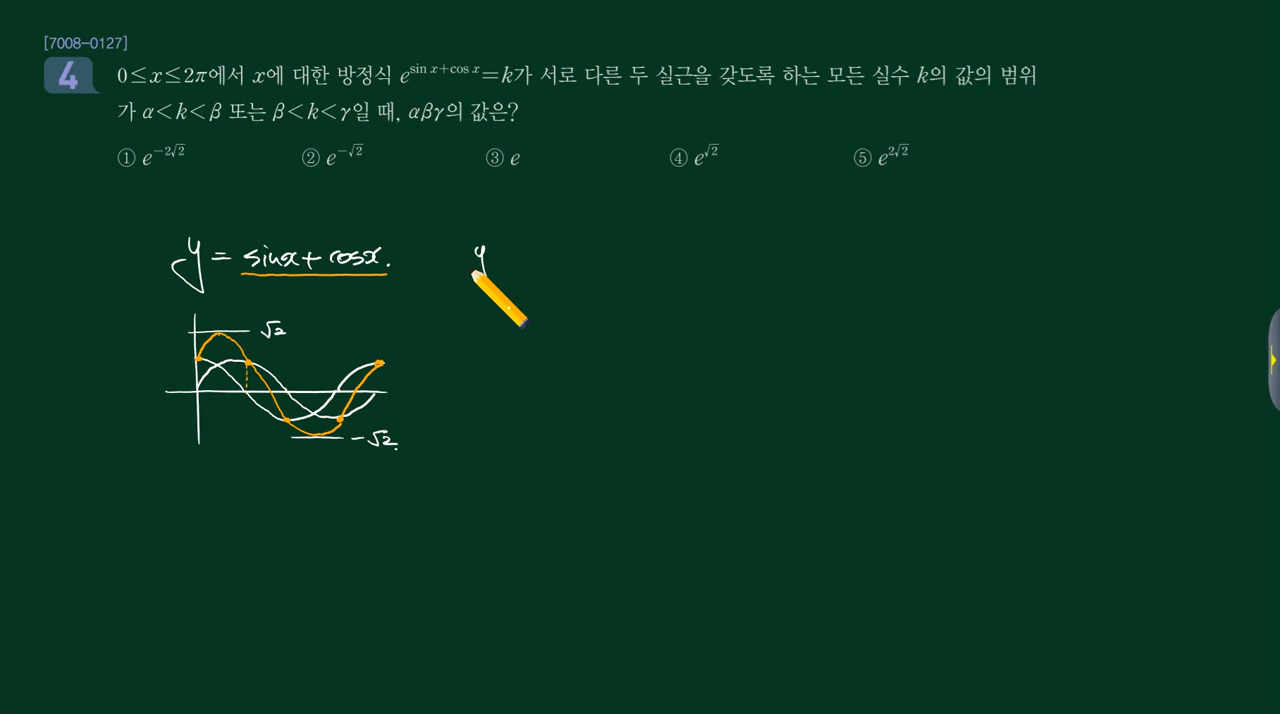 [7008-0127]
4 0≤x≤2π에서 x에 대한 방정식 e^{sin x+cos x}=k가 서로 다른 두 실근을 갖도록 하는 모든 실수 k의 값의 범위
가 α<k<β 또는 β<k<γ일 때, αβγ의 값은?
① e^{-2√2} ② e^{-√2} ③ e ④ e^{√2} ⑤ e^{2√2}
y = sinx + cosx. y
√2
-√2.